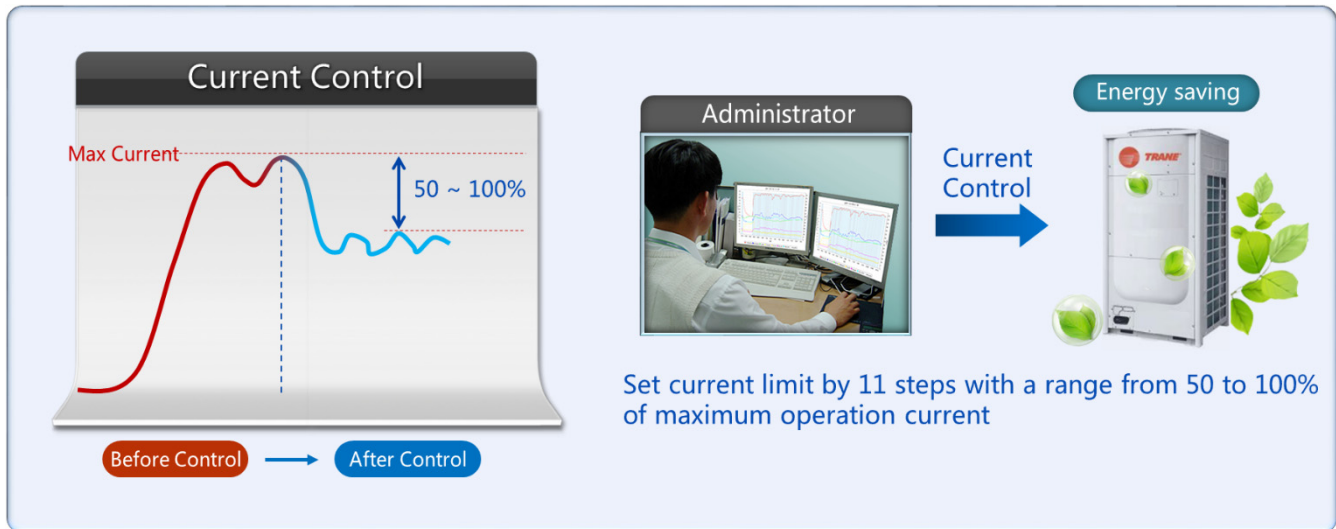 Current Control
Max Current
50 ~ 100%
Before Control
After Control
Administrator
Current
Control
Energy saving
TRANE
Set current limit by 11 steps with a range from 50 to 100%
of maximum operation current